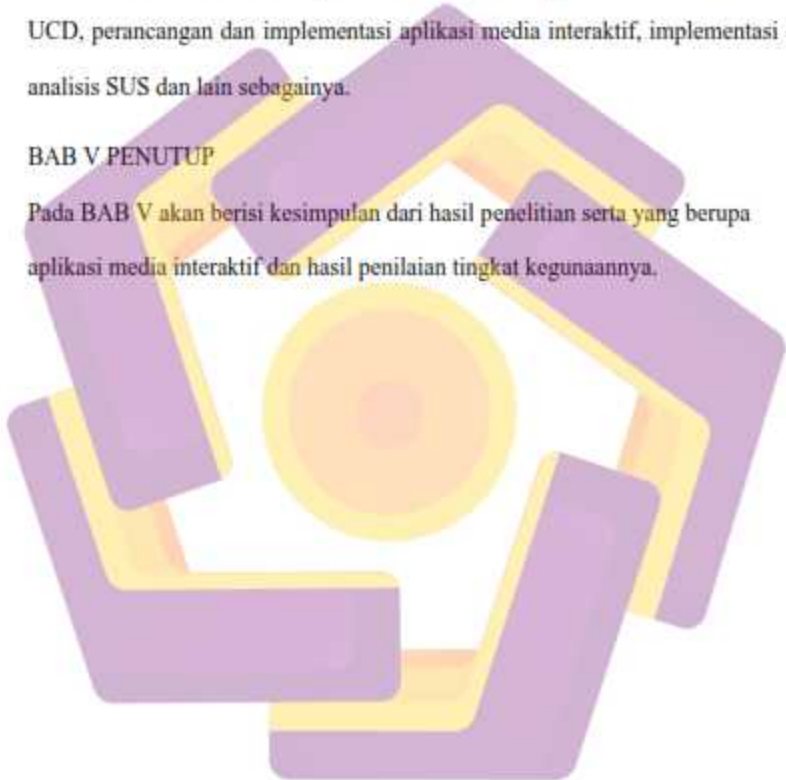 UCD, perancangan dan implementasi aplikasi media interaktif, implementasi
analisis SUS dan lain sebagainya.
BAB V PENUTUP
Pada BAB V akan berisi kesimpulan dari hasil penelitian serta yang berupa
aplikasi media interaktif dan hasil penilaian tingkat kegunaannya.